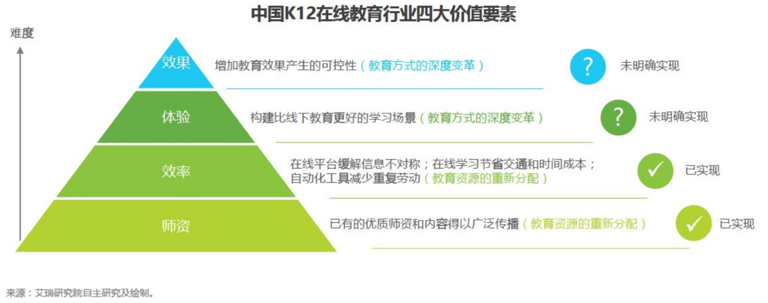 中国K12在线教育行业四大价值要素
难度
效果
增加教育效果产生的可控性(教育方式的深度变革)
?
未明确实现
体验
构建比线下教育更好的学习场景(教育方式的深度变革)
?
未明确实现
效率
在线平台缓解信息不对称;在线学习节省交通和时间成本;
自动化工具减少重复劳动(教育资源的重新分配)
已实现
师资
已有的优质师资和内容得以广泛传播(教育资源的重新分配)
已实现
来源:艾瑞研究院自主研究及绘制。